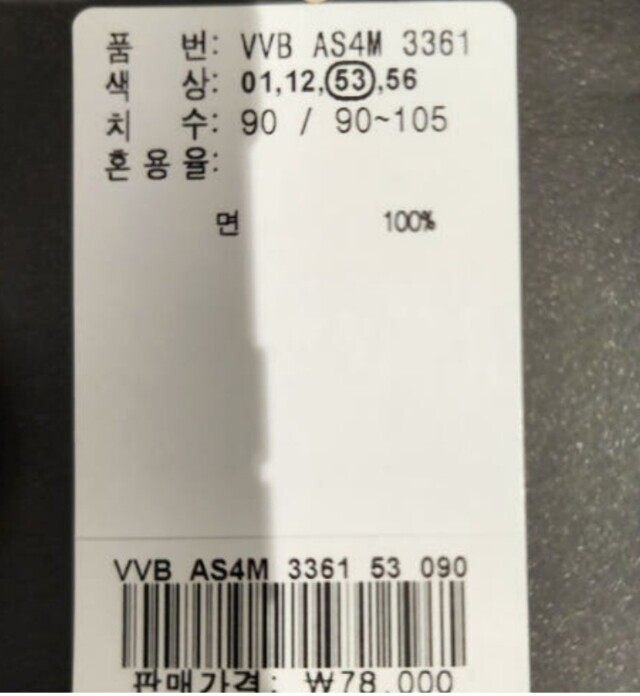 품 번: VVB AS4M 3361
색 상: 01,12,53,56
치 수: 90 / 90~105
혼용율:
면 100%
VVB AS4M 3361 53 090
판매가격: ₩78,000